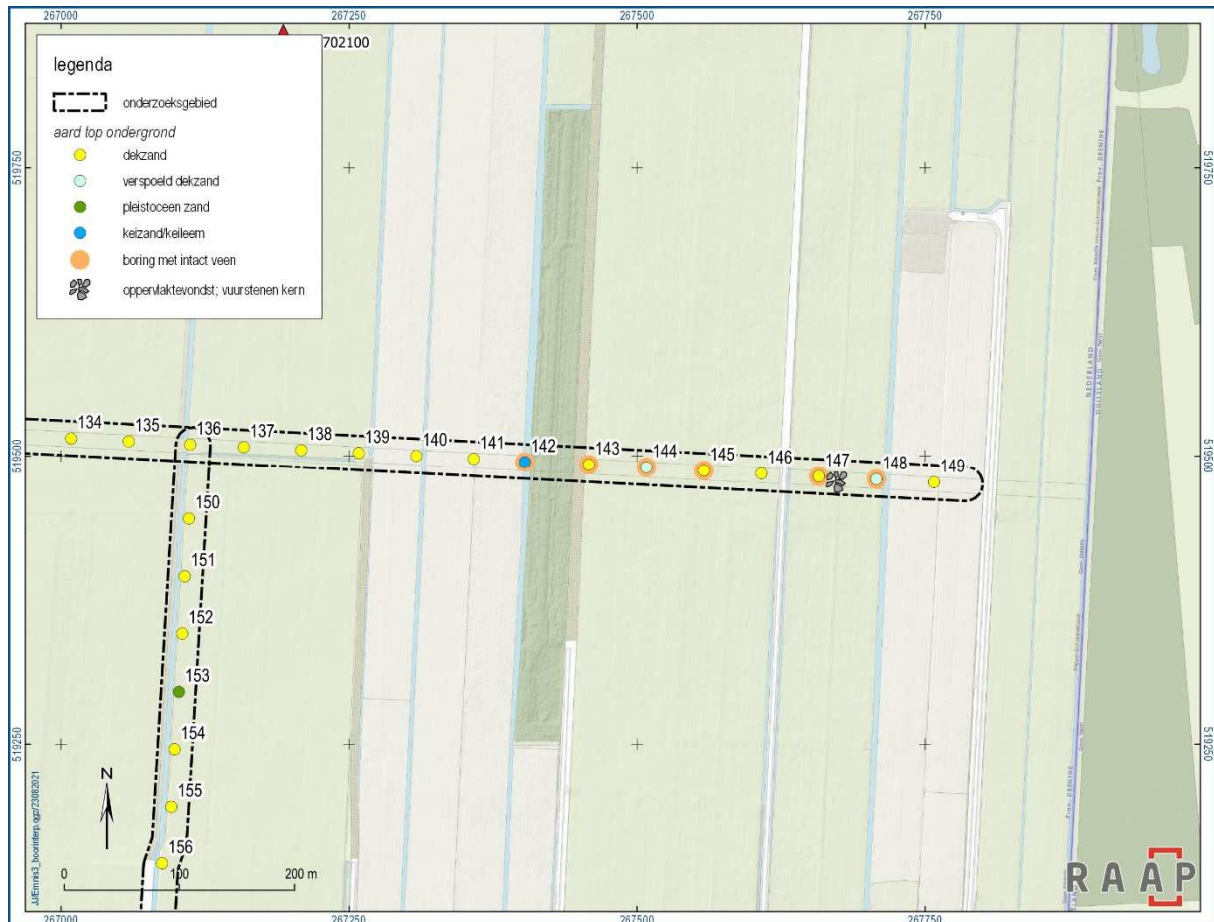 267000 267250 267500 267750
702100
legenda
onderzoeksgebied
aard top ondergrond
dekzand
verspoeld dekzand
pleistoceen zand
keizand/keileem
boring met intact veen
oppervlaktevondst; vuurstenen kern
519750 519750
134 135 136 137 138 139 140 141 142 143 144 145 146 147 148 149
519500 519500
150
151
152
153
154
155
156
519250 519250
NEDERLAND
DUITSLAND
N
0 100 200 m
RAAP
267000 267250 267500 267750